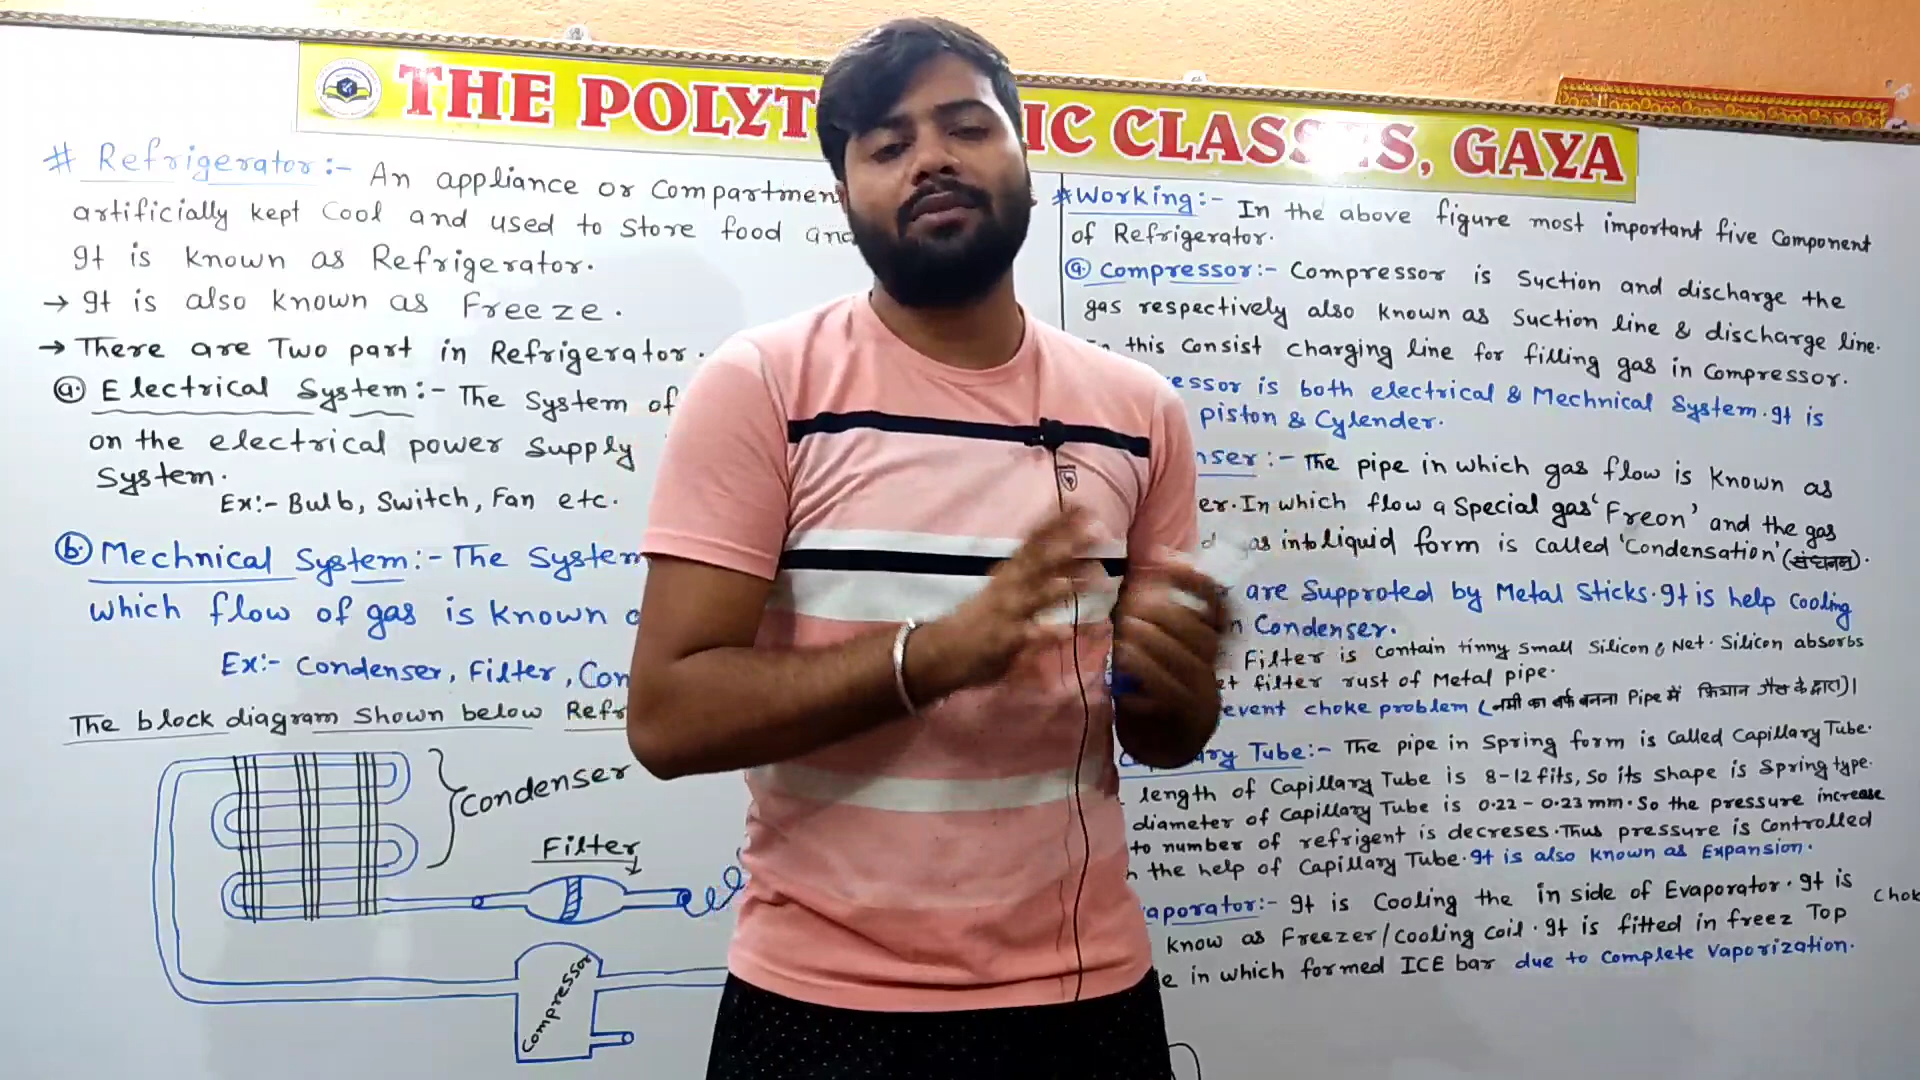 THE POLYT IC CLASSES, GAYA
# Refrigerator:- An appliance or Compartmen
artificially kept Cool and used to Store food and
It is known as Refrigerator.
→ It is also known as Freeze.
→ There are Two part in Refrigerator.
(a.) Electrical System:- The System of
on the electrical power Supply
System.
Ex:- Bulb, Switch, Fan etc.
(b.) Mechnical System:- The System
which flow of gas is known
Ex:- Condenser, Filter, Con
The block diagram Shown below Refr
Condenser
Filter
Compressor
*Working:- In the above figure most important five Component
of Refrigerator.
(a.) Compressor:- Compressor is Suction and discharge the
gas respectively also known as Suction line & discharge line.
this Consist charging line for filling gas in Compressor.
essor is both electrical & Mechnical System. It is
piston & Cylender.
nser:- The pipe in which gas flow is known as
er. In which flow a Special gas 'Freon' and the gas
gas into liquid form is called 'Condensation' (संघनन).
are Supproted by Metal Sticks. It is help Cooling
n Condenser.
Filter is Contain tinny Small Silicon & Net. Silicon absorbs
et filter rust of Metal pipe.
event choke problem (नमी का बर्फ बनना Pipe में फ्रिऑन गैस के द्वारा)।
ry Tube:- The pipe in Spring form is Called Capillary Tube.
length of Capillary Tube is 8-12 fits, So its shape is Spring type.
diameter of Capillary Tube is 0.22 - 0.23 mm. So the pressure increase
to number of refrigent is decreses. Thus pressure is Controlled
h the help of Capillary Tube. It is also known as Expansion.
aporator:- It is Cooling the in side of Evaporator. It is
know as Freezer/Cooling Coil. It is fitted in freez Top
e in which formed ICE bar due to Complete Vaporization.
Chok